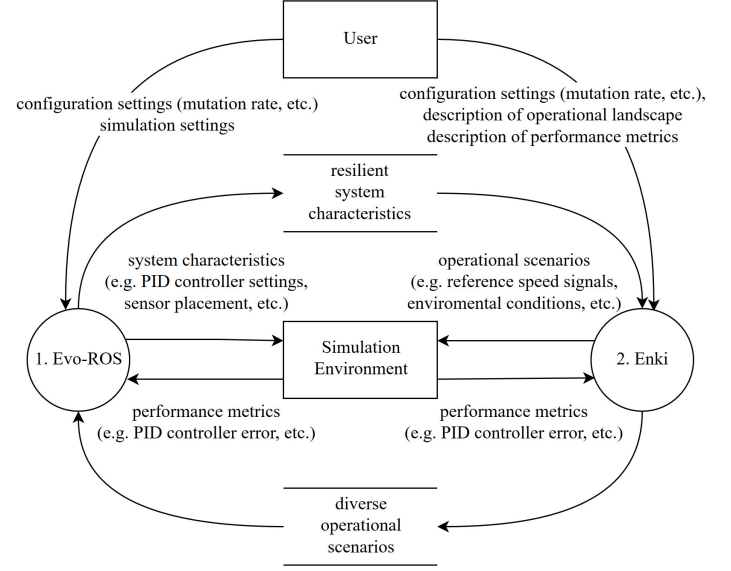 User
configuration settings (mutation rate, etc.)
simulation settings
configuration settings (mutation rate, etc.),
description of operational landscape
description of performance metrics
resilient
system
characteristics
system characteristics
(e.g. PID controller settings,
sensor placement, etc.)
operational scenarios
(e.g. reference speed signals,
enviromental conditions, etc.)
1. Evo-ROS
Simulation
Environment
2. Enki
performance metrics
(e.g. PID controller error, etc.)
performance metrics
(e.g. PID controller error, etc.)
diverse
operational
scenarios